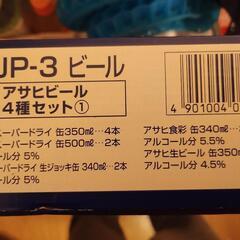 JP-3 ビール
アサヒビール
4種セット①
4 901004 0
ーパードライ 缶350㎖…4本
ーパードライ 缶500㎖…2本
ール分 5%
パードライ 生ジョッキ缶 340㎖…2本
ール分 5%
アサヒ食彩 缶340㎖…
アルコール分 5.5%
アサヒ生ビール 缶350
アルコール分 4.5%